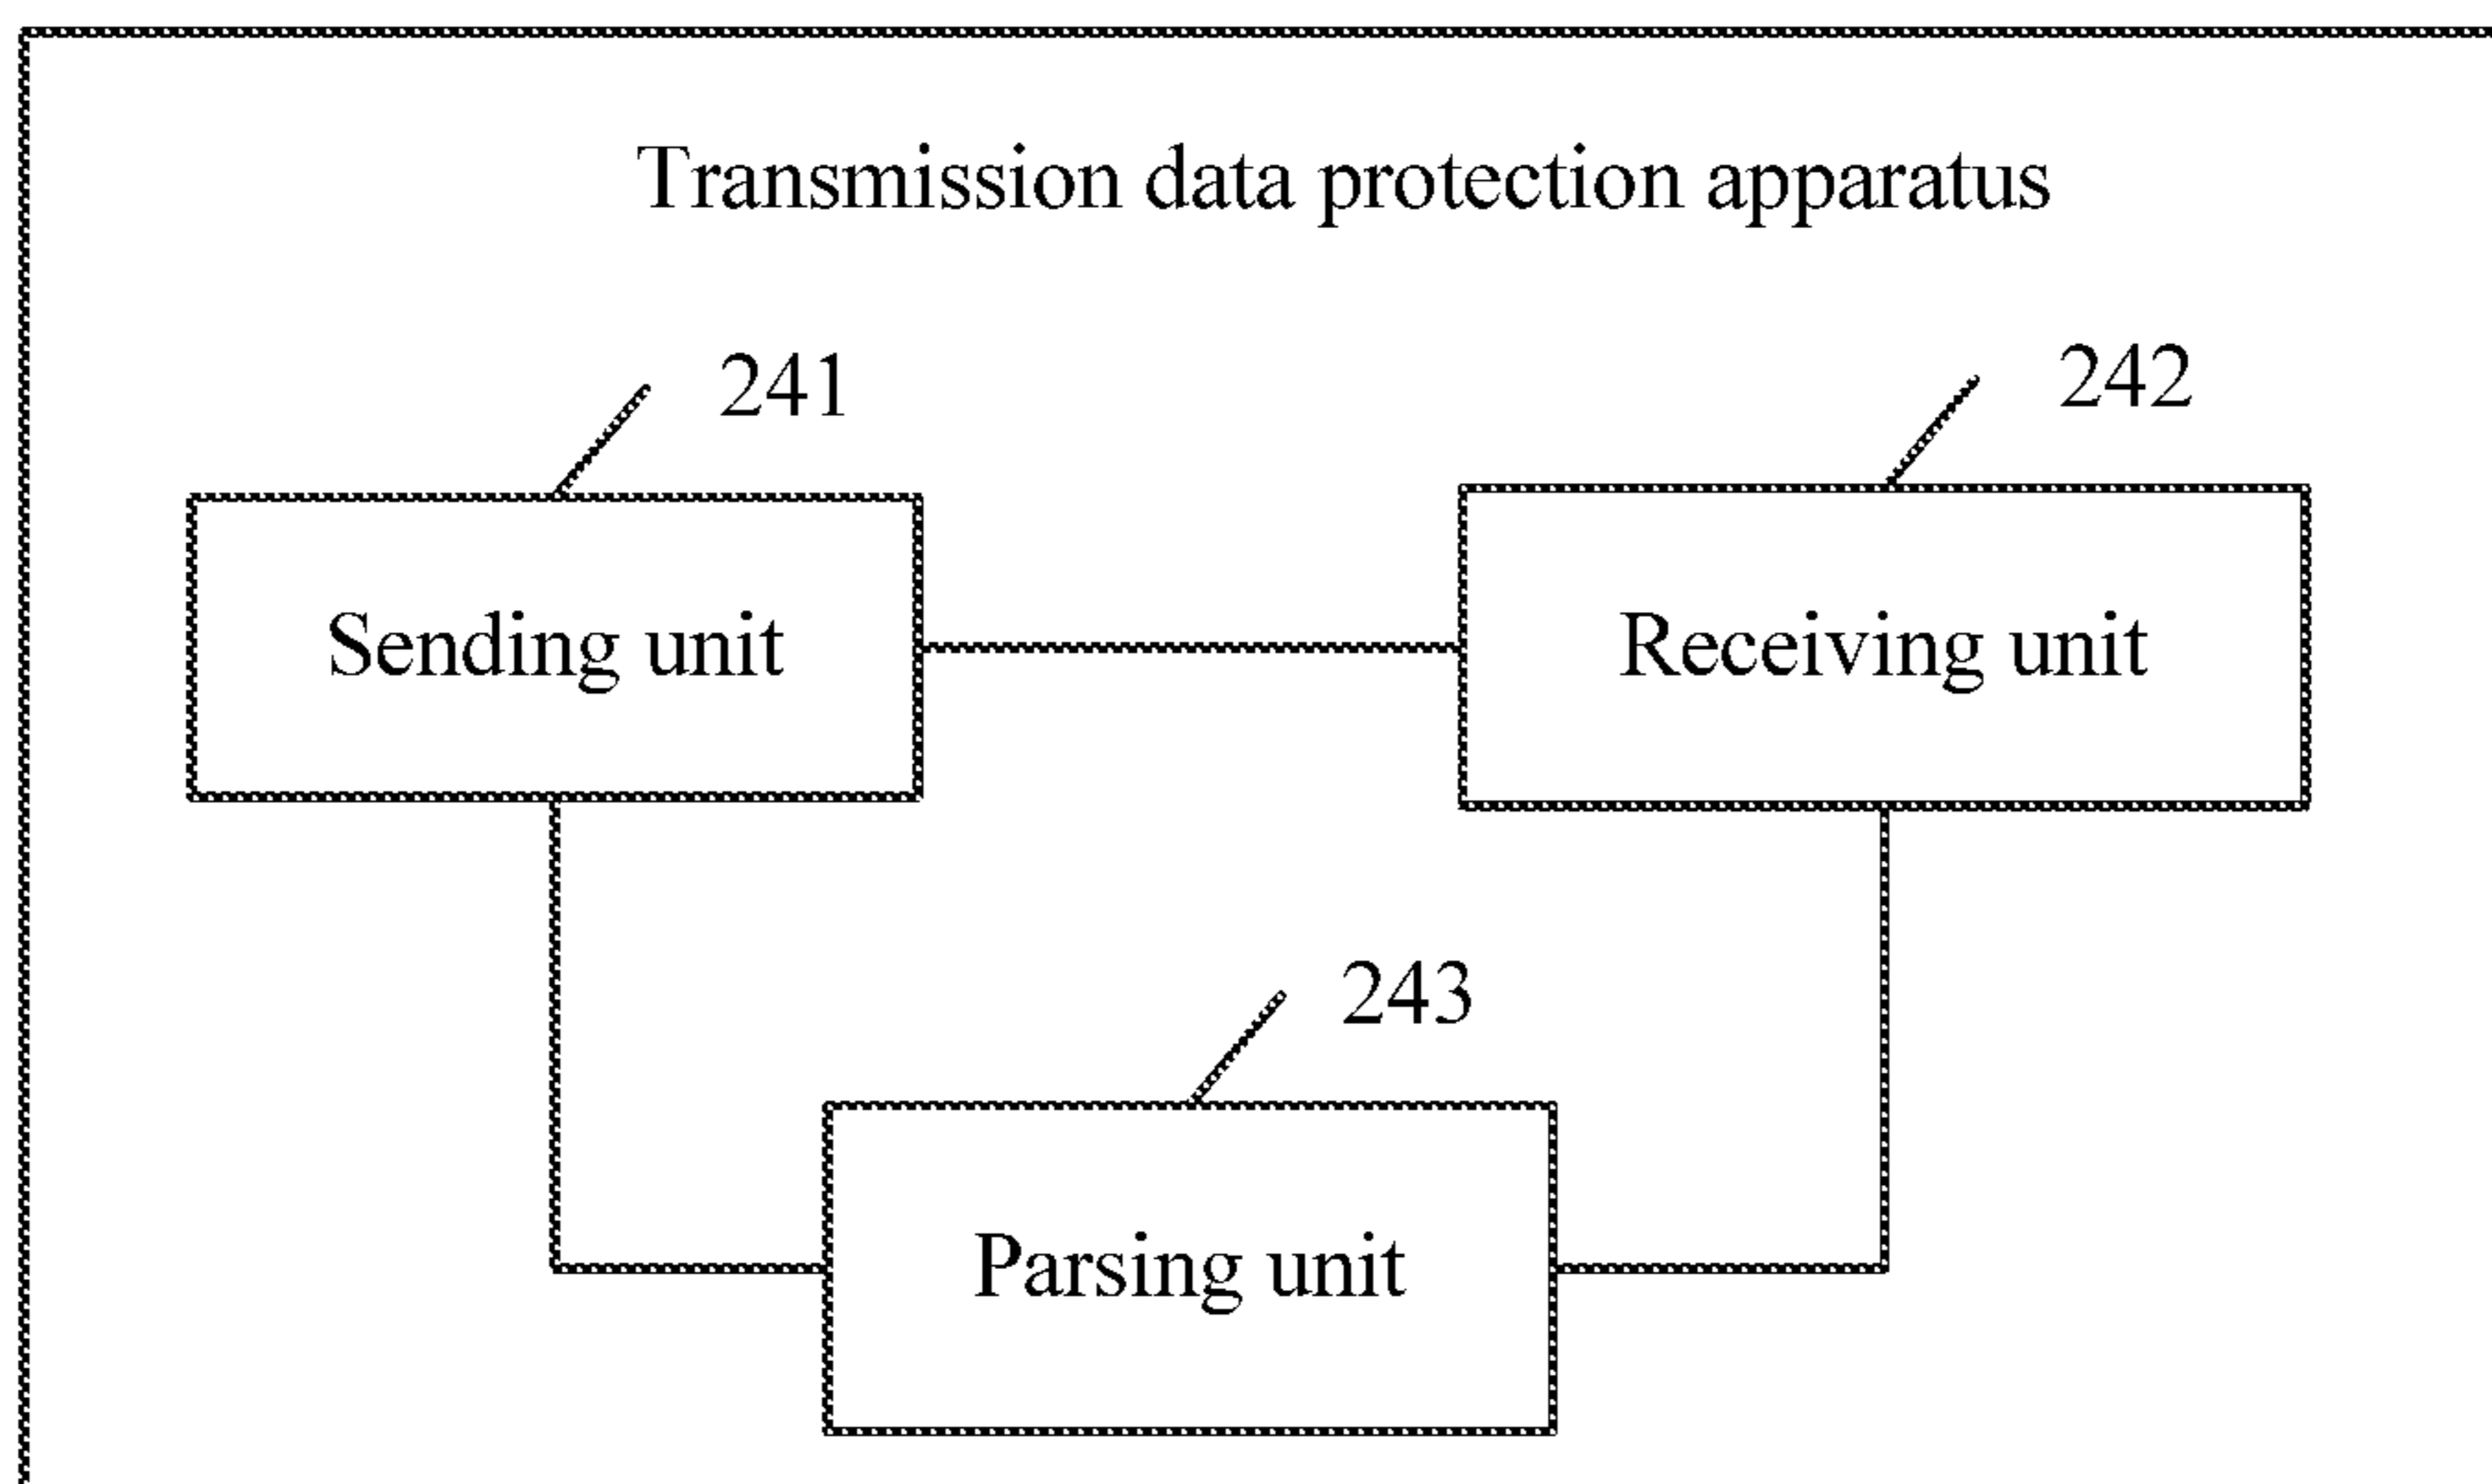 Transmission data protection apparatus
241
242
Sending unit
Receiving unit
243
Parsing unit